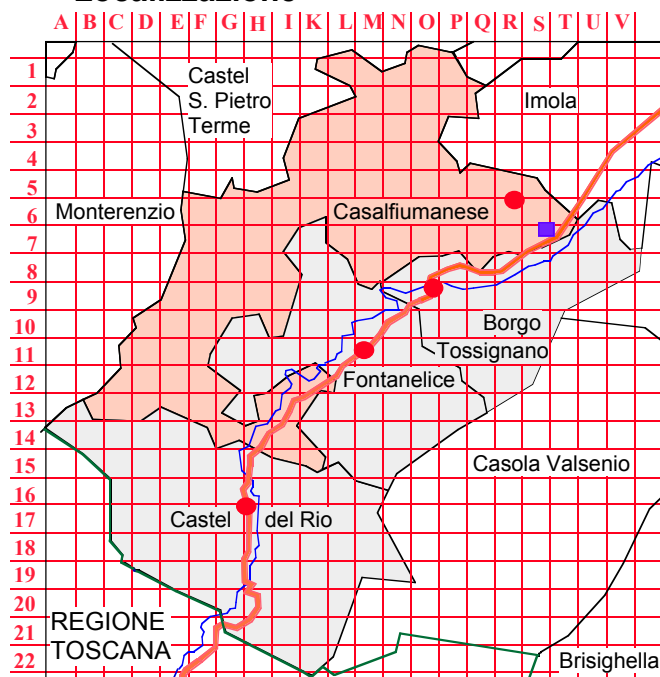 Localizzazione
A B C D E F G H I K L M N O P Q R S T U V
1
2
3
4
5
6
7
8
9
10
11
12
13
14
15
16
17
18
19
20
21
22
Castel
S. Pietro
Terme
Imola
Monterenzio
Casalfiumanese
Borgo
Tossignano
Fontanelice
Casola Valsenio
Castel del Rio
REGIONE
TOSCANA
Brisighella